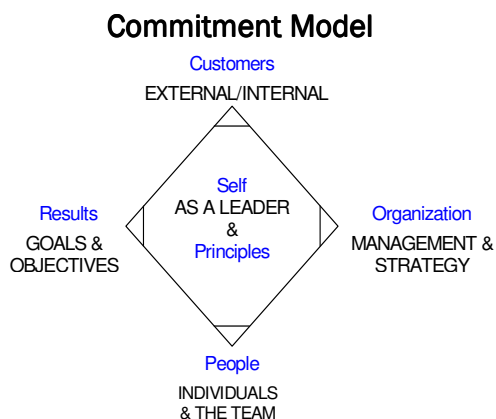 Commitment Model
Customers
EXTERNAL/INTERNAL
Self
AS A LEADER
&
Principles
Results
GOALS &
OBJECTIVES
Organization
MANAGEMENT &
STRATEGY
People
INDIVIDUALS
& THE TEAM